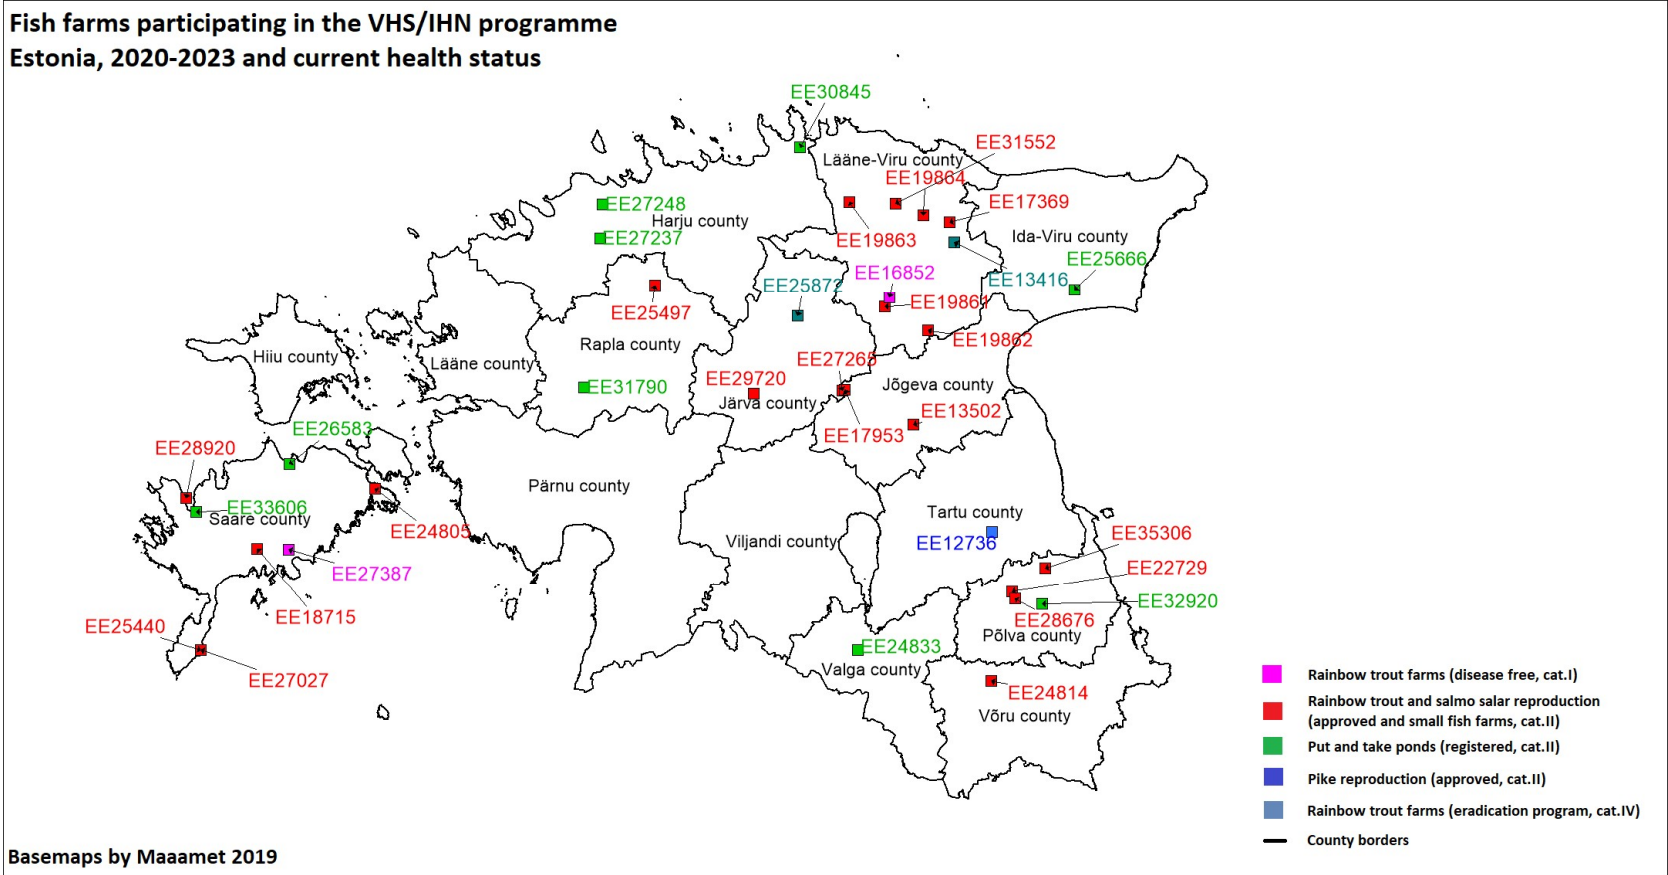 Fish farms participating in the VHS/IHN programme
Estonia, 2020-2023 and current health status
EE30845
EE31552
Lääne-Viru county
EE19864
EE27248
EE17369
Harju county
EE27237
EE19863
Ida-Viru county
EE25666
EE16852
EE13416
EE25872
EE19861
EE25497
EE19862
Rapla county
Hiiu county
Lääne county
EE27265
EE29720
Jõgeva county
EE31790
Järva county
EE13502
EE26583
EE17953
EE28920
Pärnu county
EE33606
Saare county
Tartu county
EE24805
EE35306
Viljandi county
EE12736
EE22729
EE27387
EE32920
EE18715
EE28676
EE25440
Põlva county
EE24833
Valga county
EE27027
EE24814
Võru county
Rainbow trout farms (disease free, cat.I)
Rainbow trout and salmo salar reproduction
(approved and small fish farms, cat.II)
Put and take ponds (registered, cat.II)
Pike reproduction (approved, cat.II)
Rainbow trout farms (eradication program, cat.IV)
County borders
Basemaps by Maaamet 2019